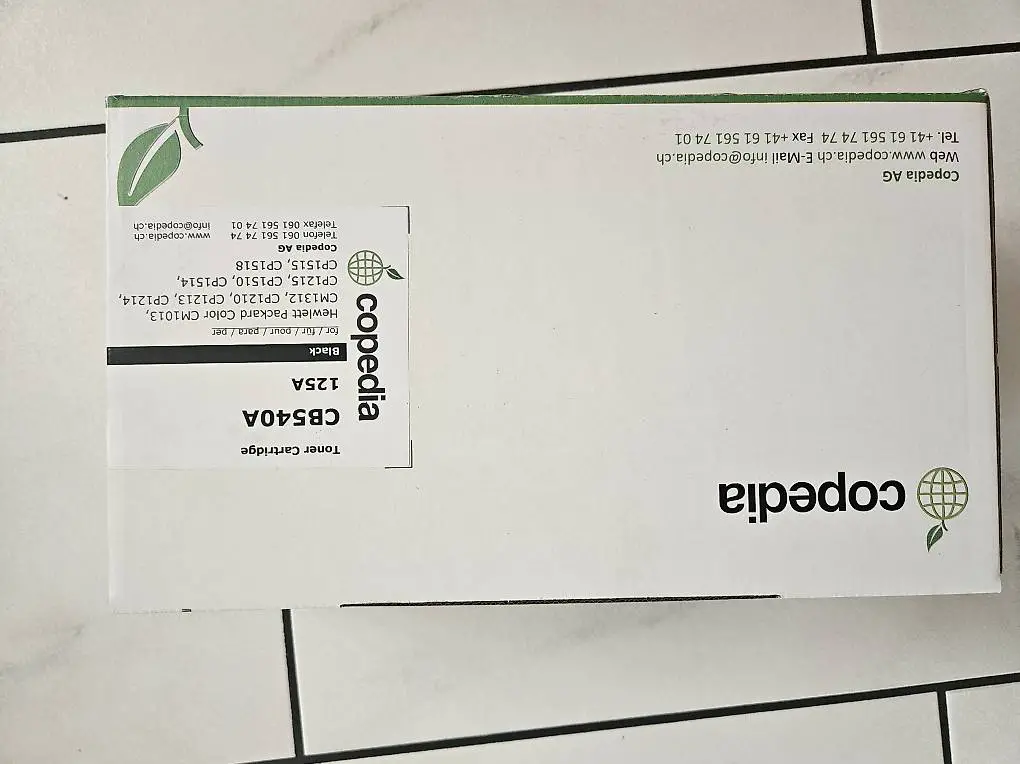 copedia
Toner Cartridge
CB540A
125A
Black
for / für / pour / para / per
Hewlett Packard Color CM1013,
CM1312, CP1210, CP1213, CP1214,
CP1215, CP1510, CP1514,
CP1515, CP1518
Copedia AG
Telefon 061 561 74 74 www.copedia.ch
Telefax 061 561 74 01 info@copedia.ch
copedia
Copedia AG
Web www.copedia.ch E-Mail info@copedia.ch
Tel. +41 61 561 74 74 Fax +41 61 561 74 01